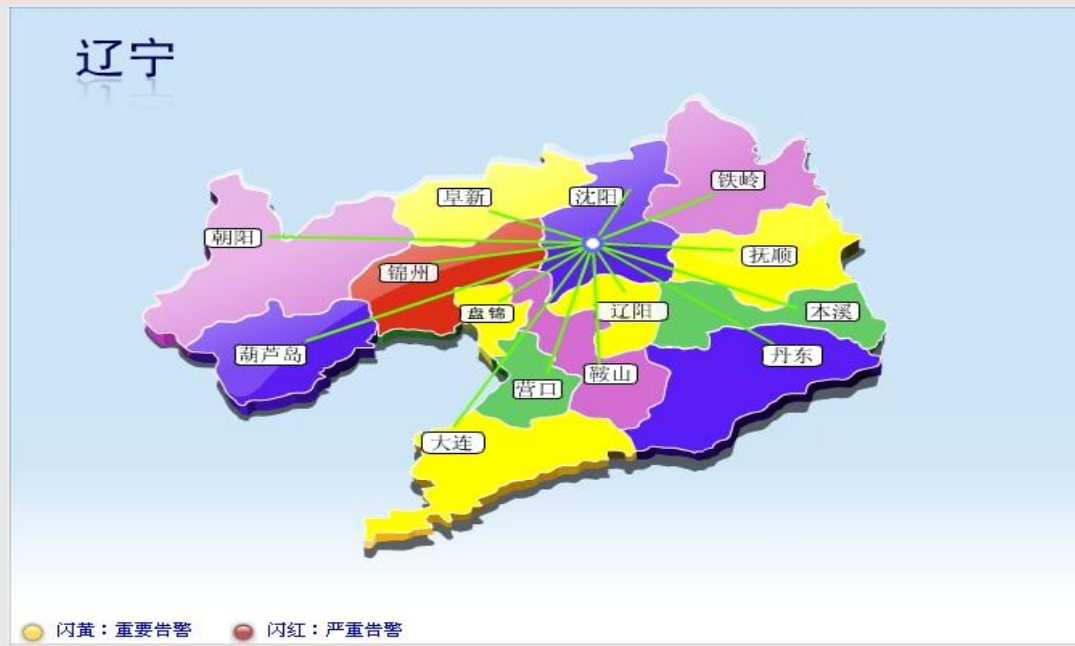 辽宁
阜新
沈阳
铁岭
朝阳
锦州
抚顺
盘锦
辽阳
本溪
葫芦岛
丹东
营口
鞍山
大连
闪黄：重要告警
闪红：严重告警